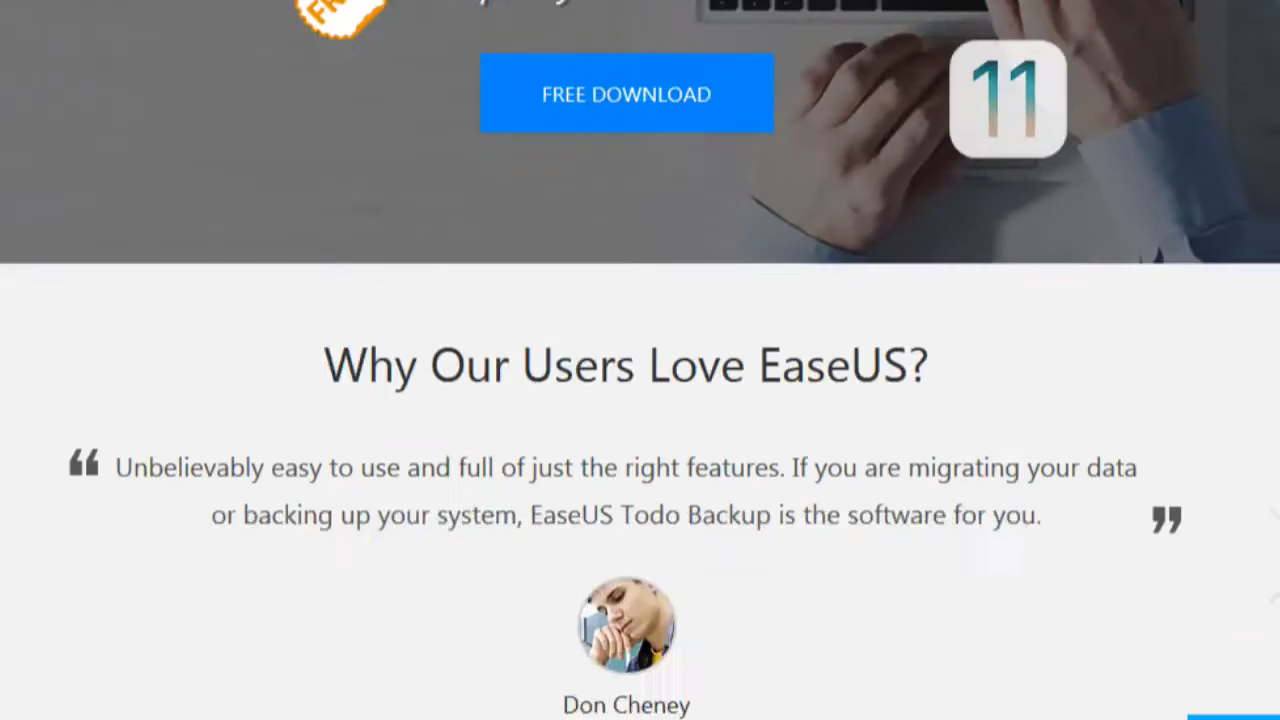 FREE DOWNLOAD
11
Why Our Users Love EaseUS?
“ Unbelievably easy to use and full of just the right features. If you are migrating your data
or backing up your system, EaseUS Todo Backup is the software for you. ”
Don Cheney